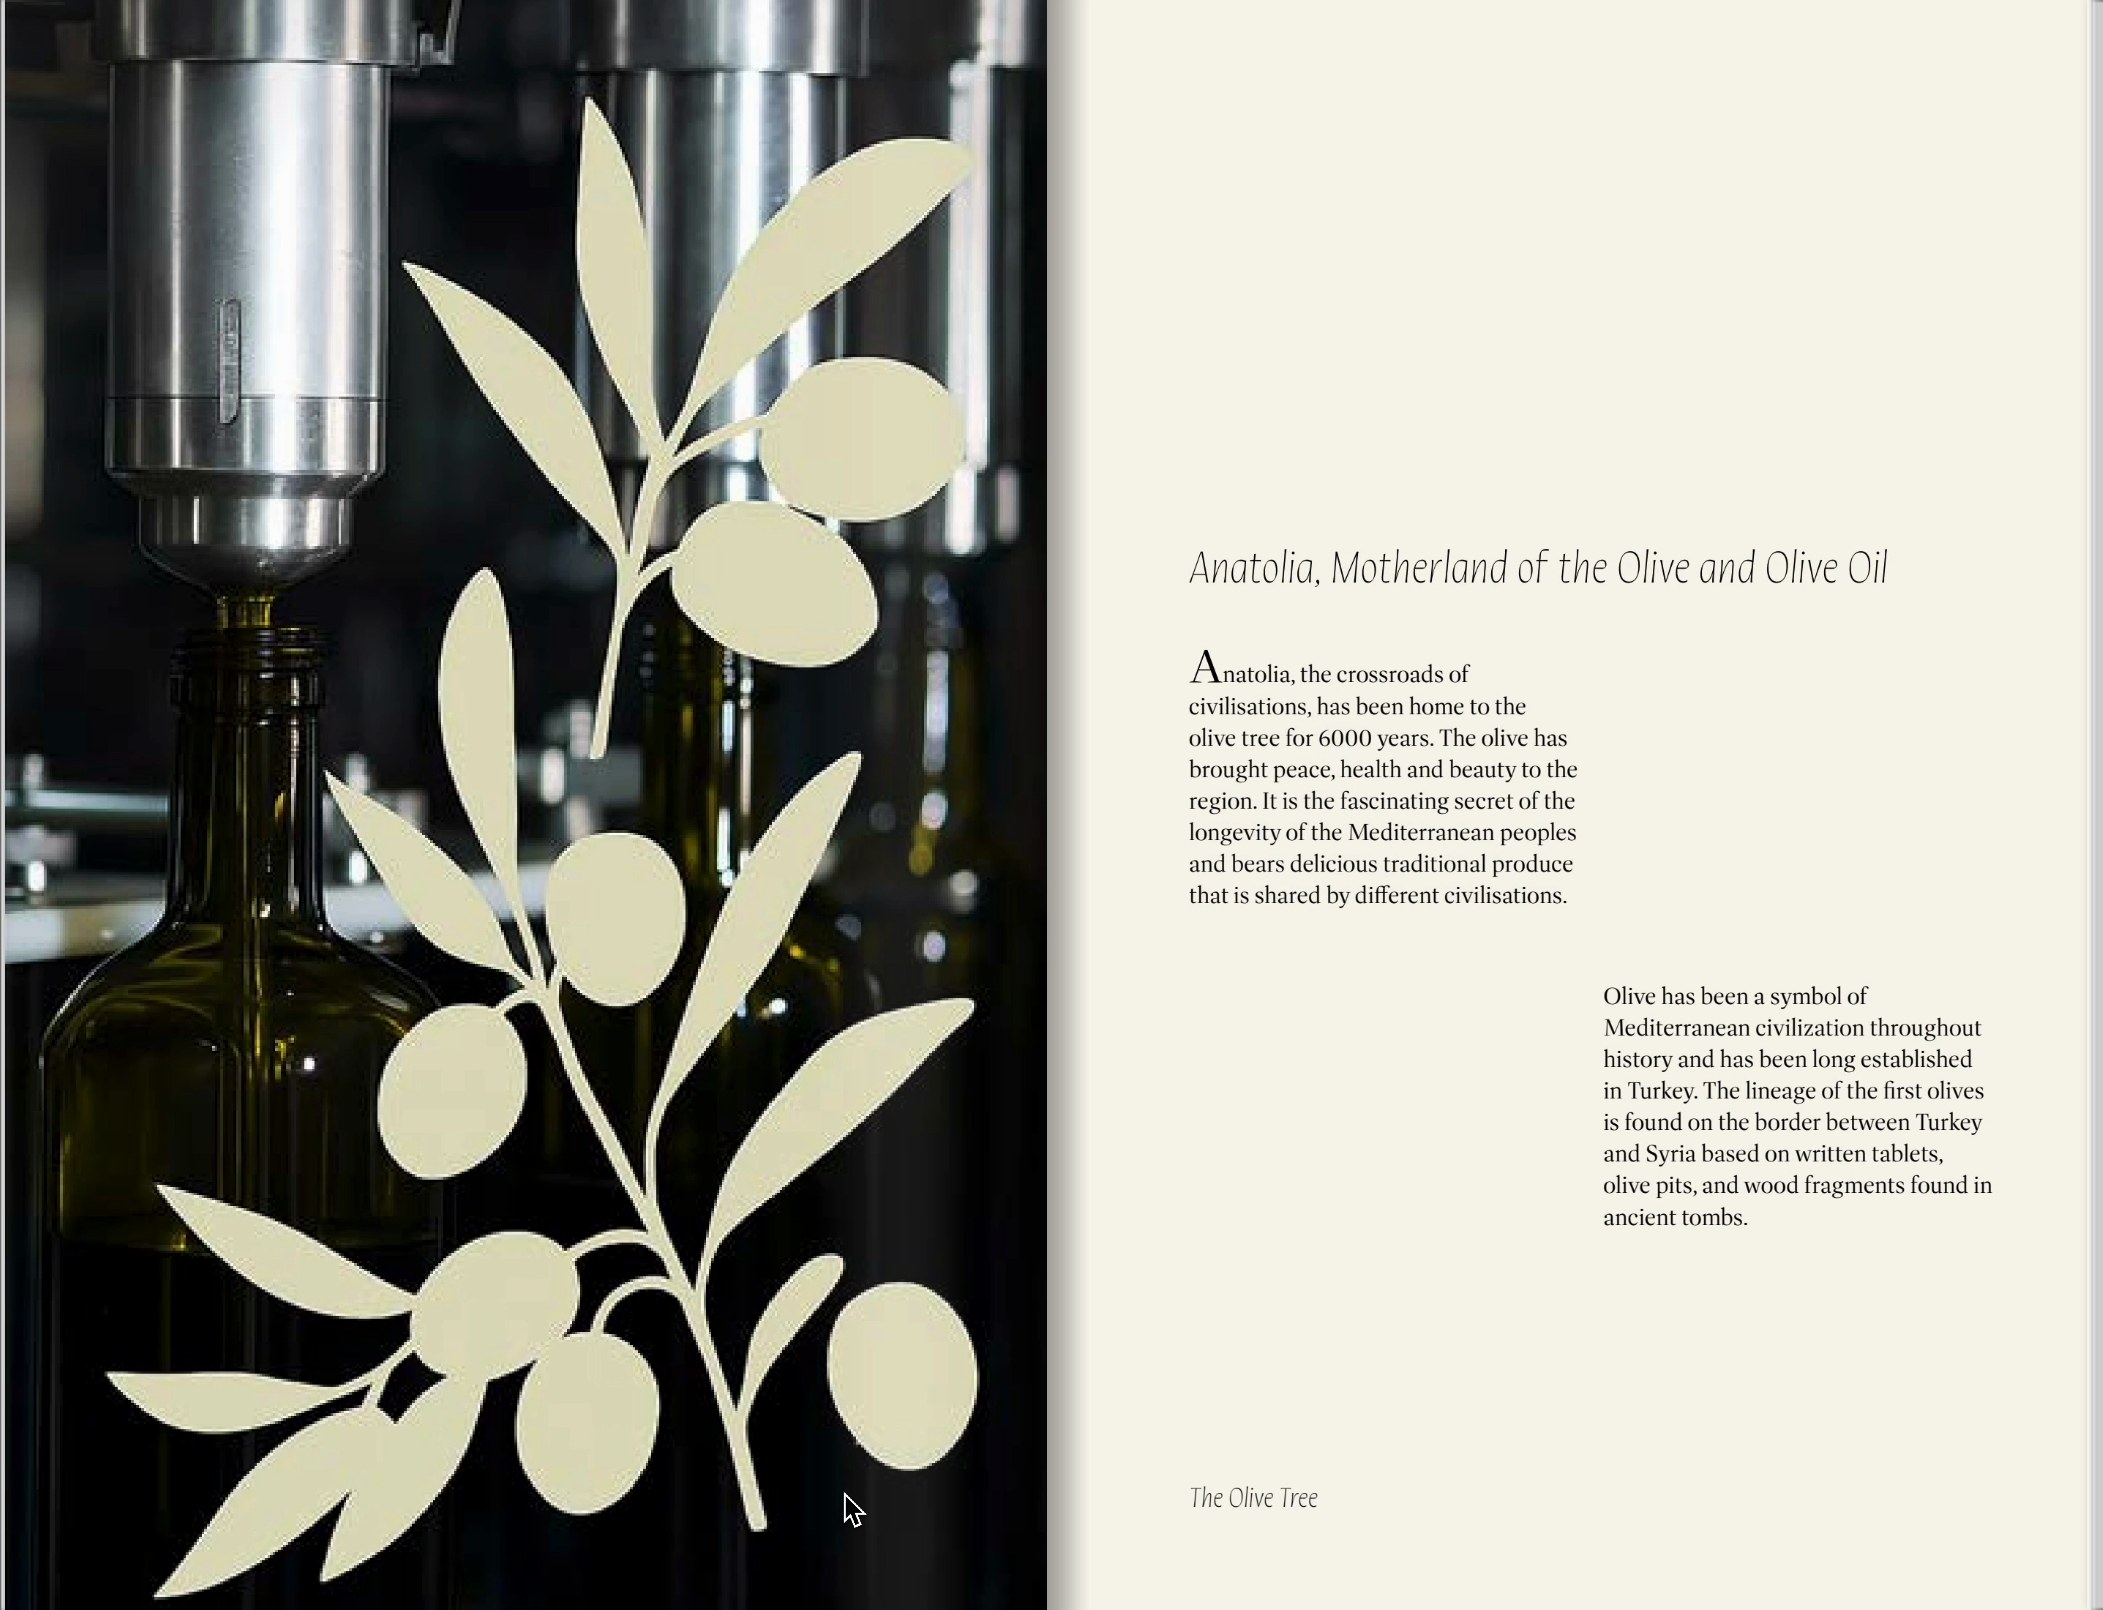 Anatolia, Motherland of the Olive and Olive Oil
Anatolia, the crossroads of
civilisations, has been home to the
olive tree for 6000 years. The olive has
brought peace, health and beauty to the
region. It is the fascinating secret of the
longevity of the Mediterranean peoples
and bears delicious traditional produce
that is shared by different civilisations.
Olive has been a symbol of
Mediterranean civilization throughout
history and has been long established
in Turkey. The lineage of the first olives
is found on the border between Turkey
and Syria based on written tablets,
olive pits, and wood fragments found in
ancient tombs.
The Olive Tree